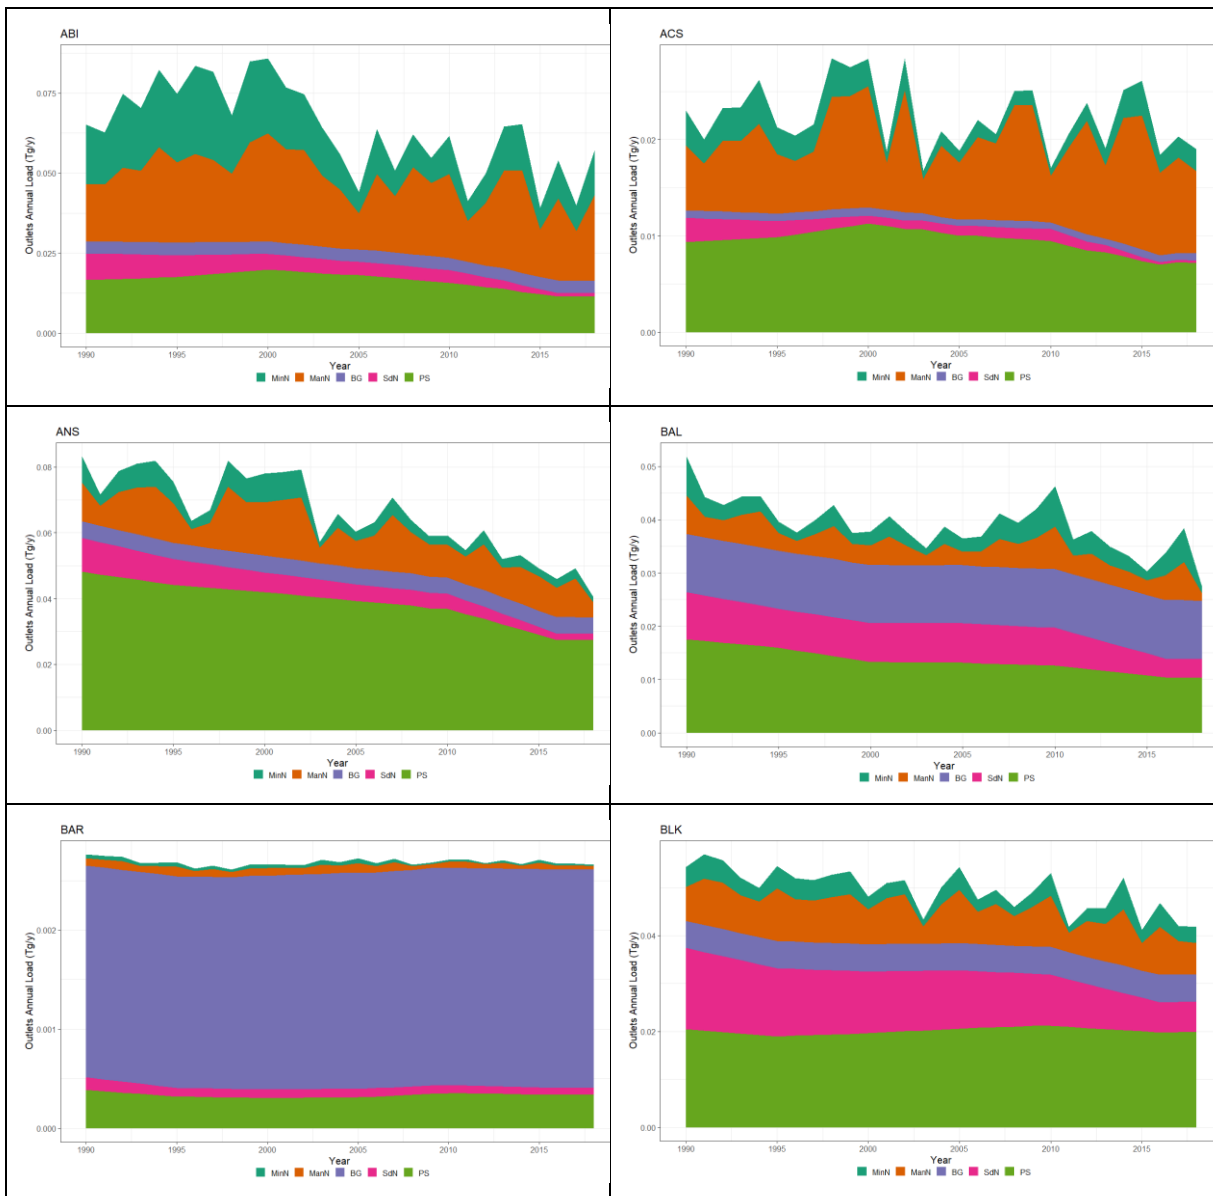 ABI
Outlets Annual Load (Tg/y)
0.075
0.050
0.025
0.000
1990 1995 2000 2005 2010 2015
Year
MinN ManN BG SdN PS
ACS
Outlets Annual Load (Tg/y)
0.02
0.01
0.00
1990 1995 2000 2005 2010 2015
Year
MinN ManN BG SdN PS
ANS
Outlets Annual Load (Tg/y)
0.08
0.06
0.04
0.02
0.00
1990 1995 2000 2005 2010 2015
Year
MinN ManN BG SdN PS
BAL
Outlets Annual Load (Tg/y)
0.05
0.04
0.03
0.02
0.01
0.00
1990 1995 2000 2005 2010 2015
Year
MinN ManN BG SdN PS
BAR
Outlets Annual Load (Tg/y)
0.002
0.001
0.000
1990 1995 2000 2005 2010 2015
Year
MinN ManN BG SdN PS
BLK
Outlets Annual Load (Tg/y)
0.04
0.02
0.00
1990 1995 2000 2005 2010 2015
Year
MinN ManN BG SdN PS